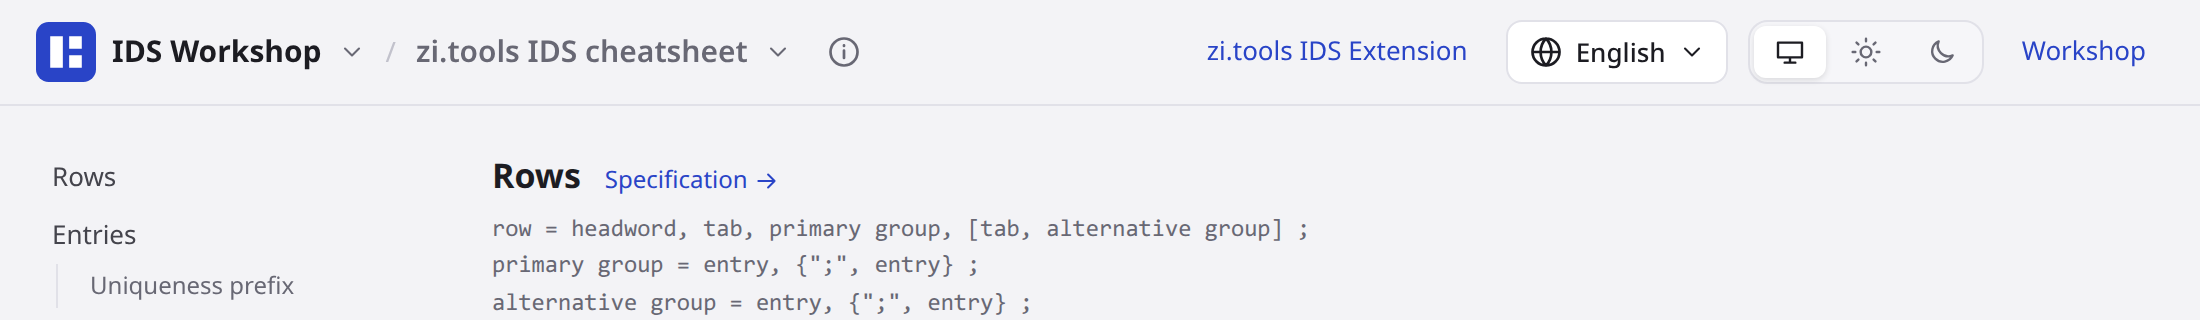 IDS Workshop / zi.tools IDS cheatsheet zi.tools IDS Extension English Workshop
Rows
Entries
Uniqueness prefix
Rows Specification →
row = headword, tab, primary group, [tab, alternative group] ;
primary group = entry, {";", entry} ;
alternative group = entry, {";", entry} ;